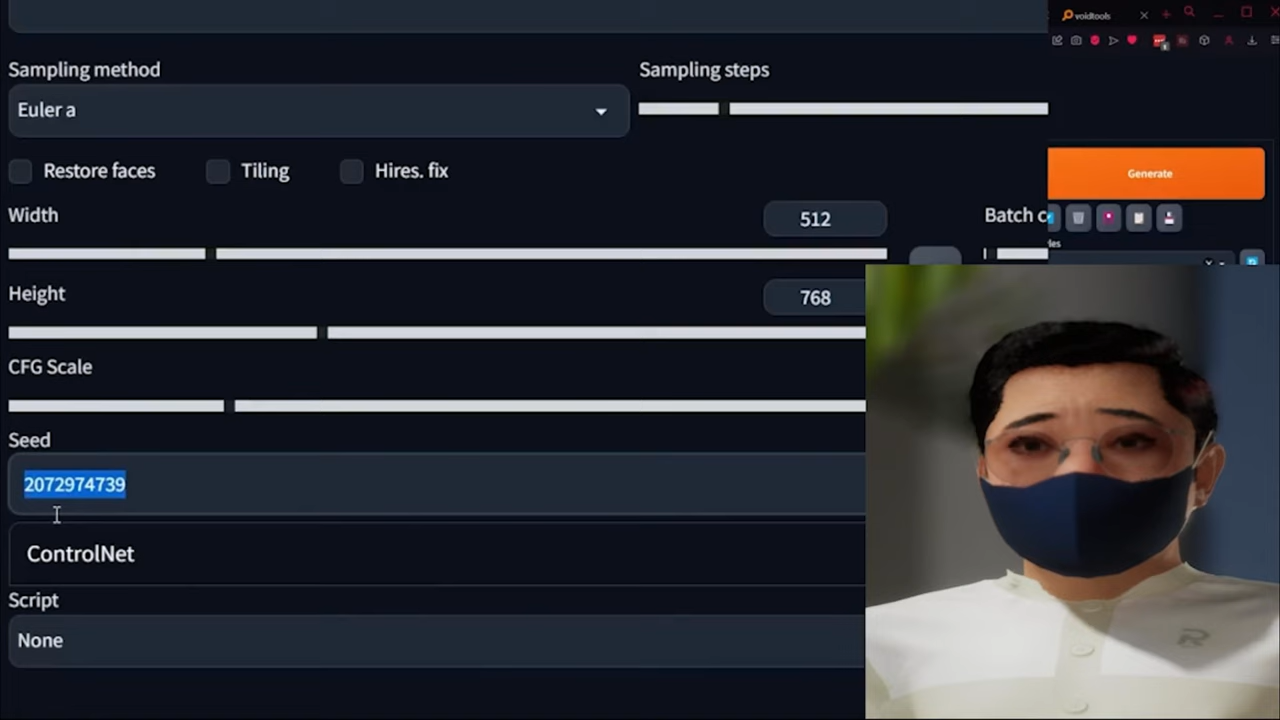 voidtools
Sampling method
Sampling steps
Euler a
Generate
Restore faces
Tiling
Hires. fix
Width
512
Height
768
CFG Scale
Seed
2072974739
ControlNet
Script
None